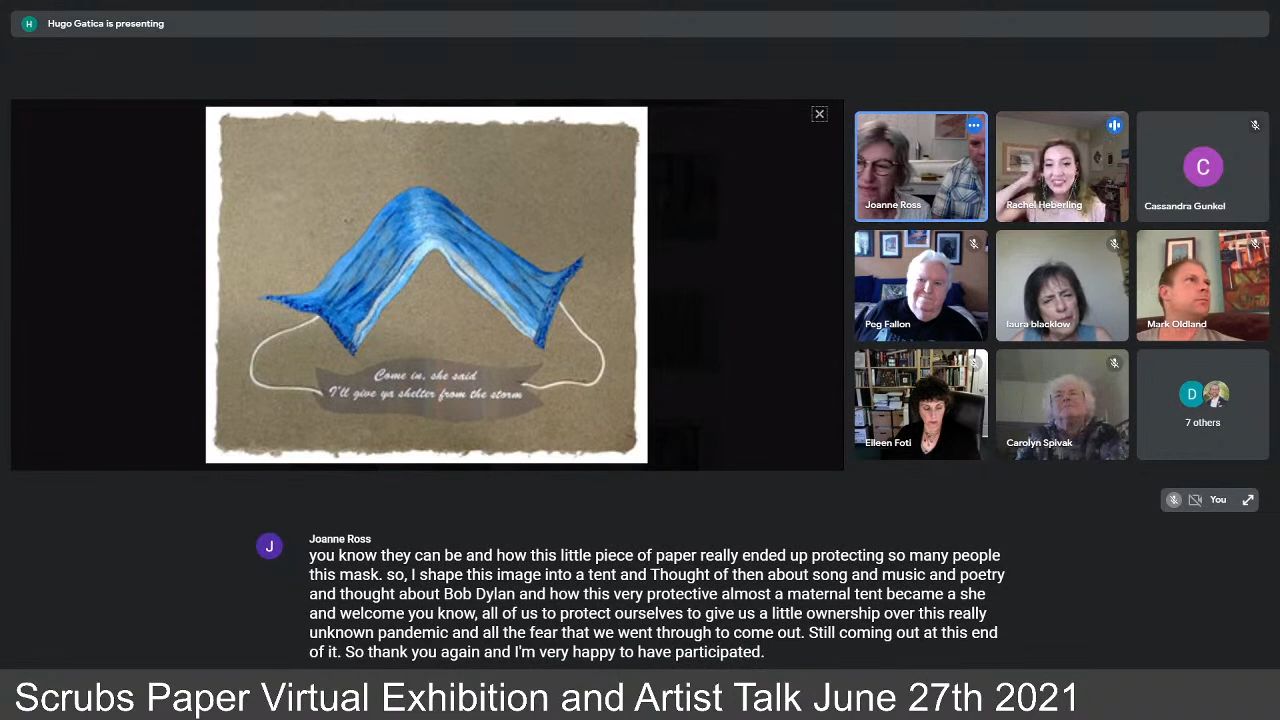 H
Hugo Gatica is presenting
Come in, she said
I'll give ya shelter from the storm
Joanne Ross
Rachel Heberling
C
Cassandra Gunkel
Peg Fallon
laura blacklow
Mark Oldland
Eileen Foti
Carolyn Spivak
D
7 others
You
J
Joanne Ross
you know they can be and how this little piece of paper really ended up protecting so many people
this mask. so, I shape this image into a tent and Thought of then about song and music and poetry
and thought about Bob Dylan and how this very protective almost a maternal tent became a she
and welcome you know, all of us to protect ourselves to give us a little ownership over this really
unknown pandemic and all the fear that we went through to come out. Still coming out at this end
of it. So thank you again and I'm very happy to have participated.
Scrubs Paper Virtual Exhibition and Artist Talk June 27th 2021